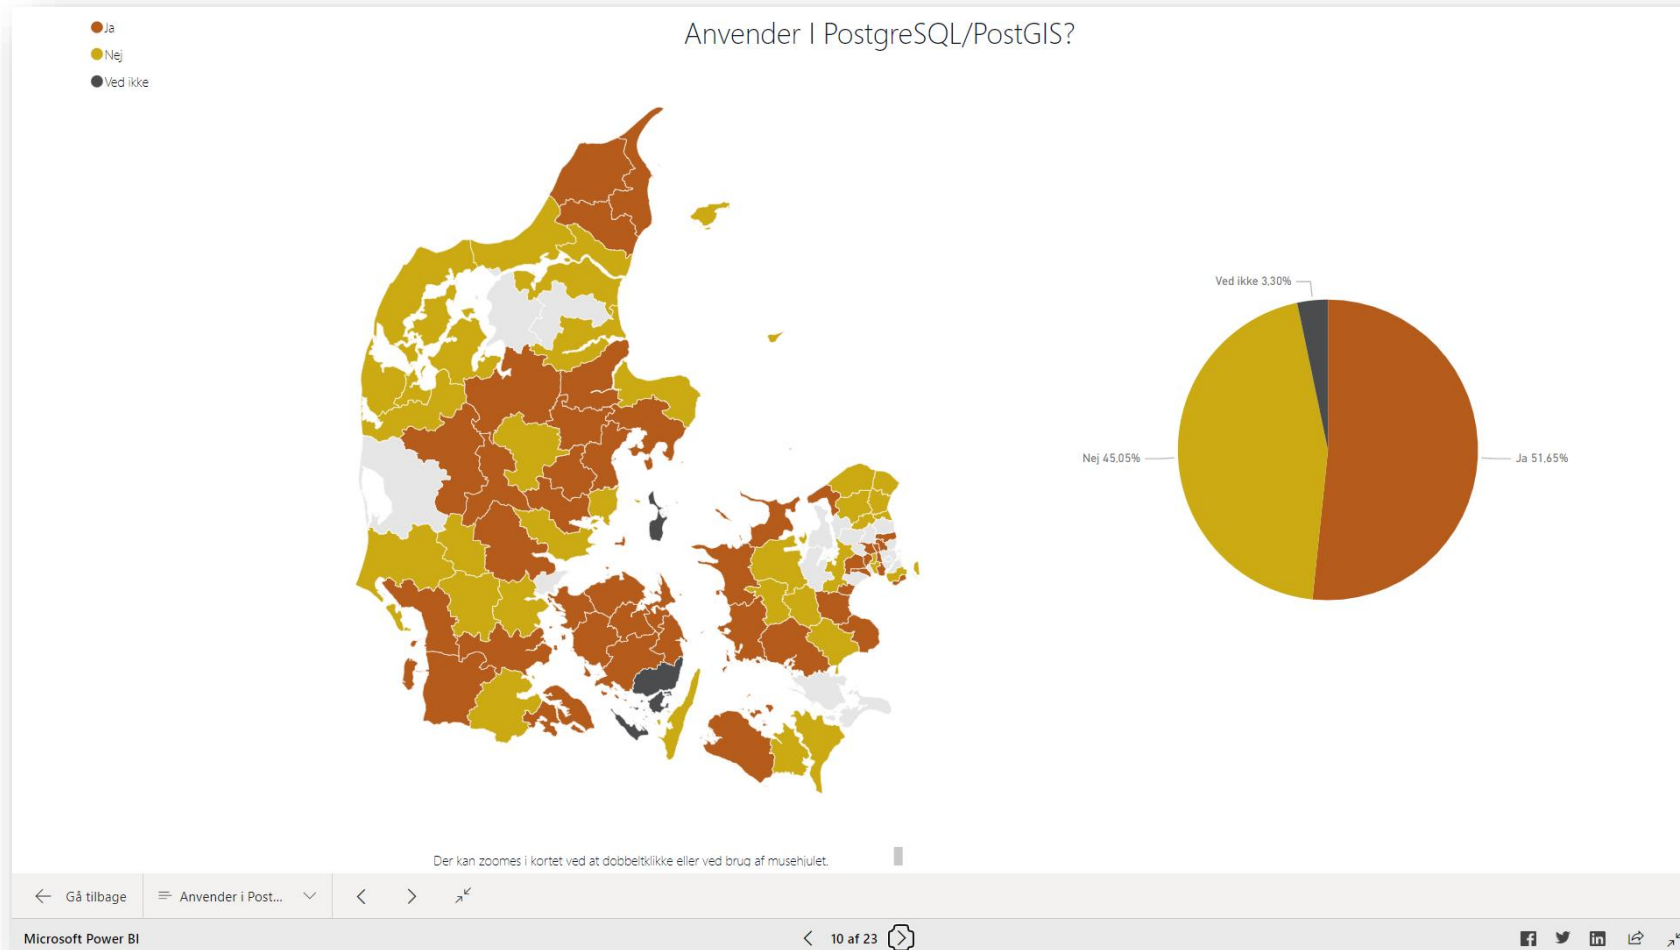 Ja
Nej
Ved ikke
Anvender I PostgreSQL/PostGIS?
Ved ikke 3,30%
Nej 45,05%
Ja 51,65%
Der kan zoomes i kortet ved at dobbeltklikke eller ved brug af musehjulet.
Gå tilbage
Anvender i Post...
Microsoft Power BI
10 af 23